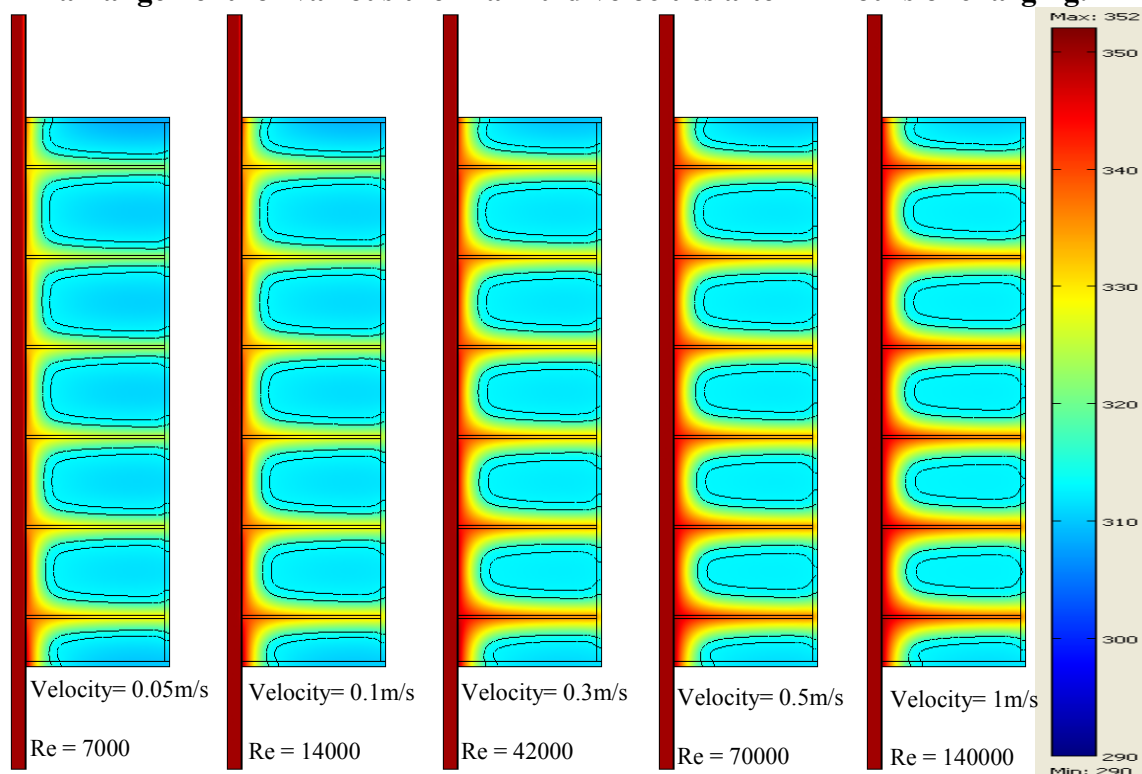 Max: 352
350
340
330
320
310
300
290
Min: 290
Velocity= 0.05m/s
Velocity= 0.1m/s
Velocity= 0.3m/s
Velocity= 0.5m/s
Velocity= 1m/s
Re = 7000
Re = 14000
Re = 42000
Re = 70000
Re = 140000